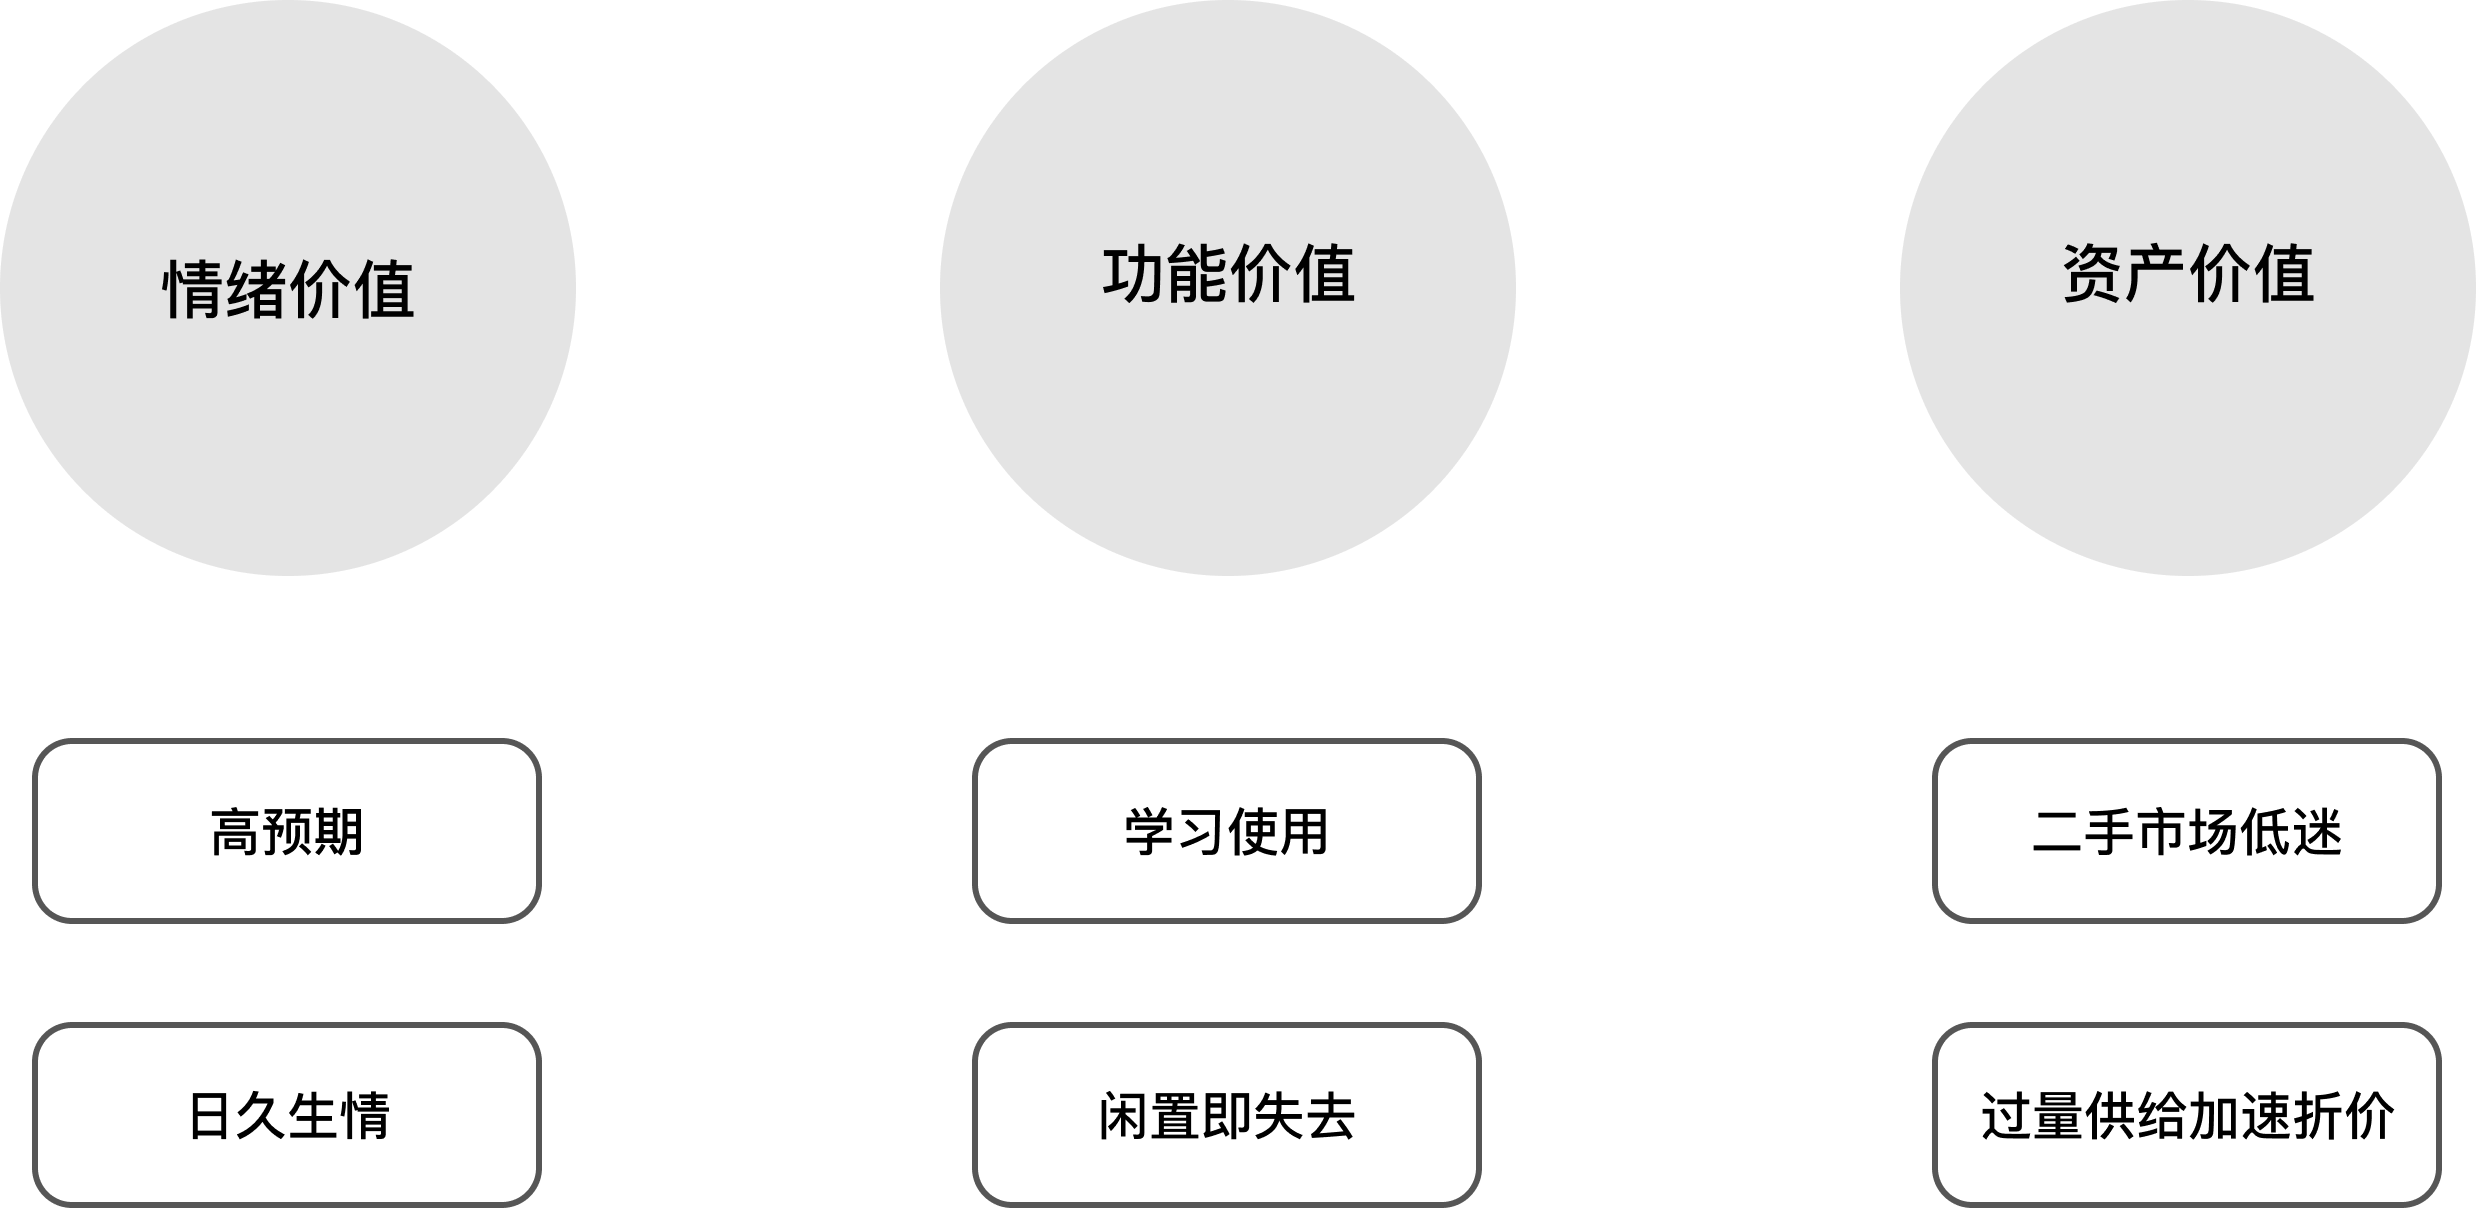 情绪价值
功能价值
资产价值
高预期
学习使用
二手市场低迷
日久生情
闲置即失去
过量供给加速折价